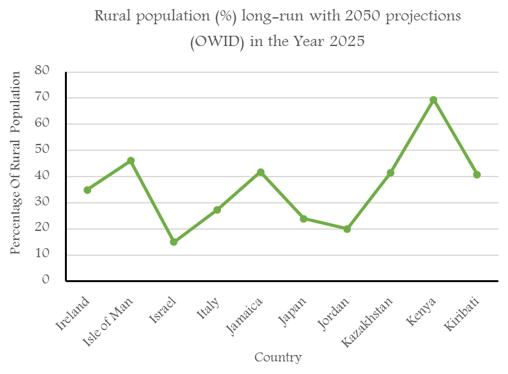 Rural population (%) long-run with 2050 projections
(OWID) in the Year 2025
Percentage Of Rural Population
80
70
60
50
40
30
20
10
0
Ireland
Isle of Man
Israel
Italy
Jamaica
Japan
Jordan
Kazakhstan
Kenya
Kiribati
Country